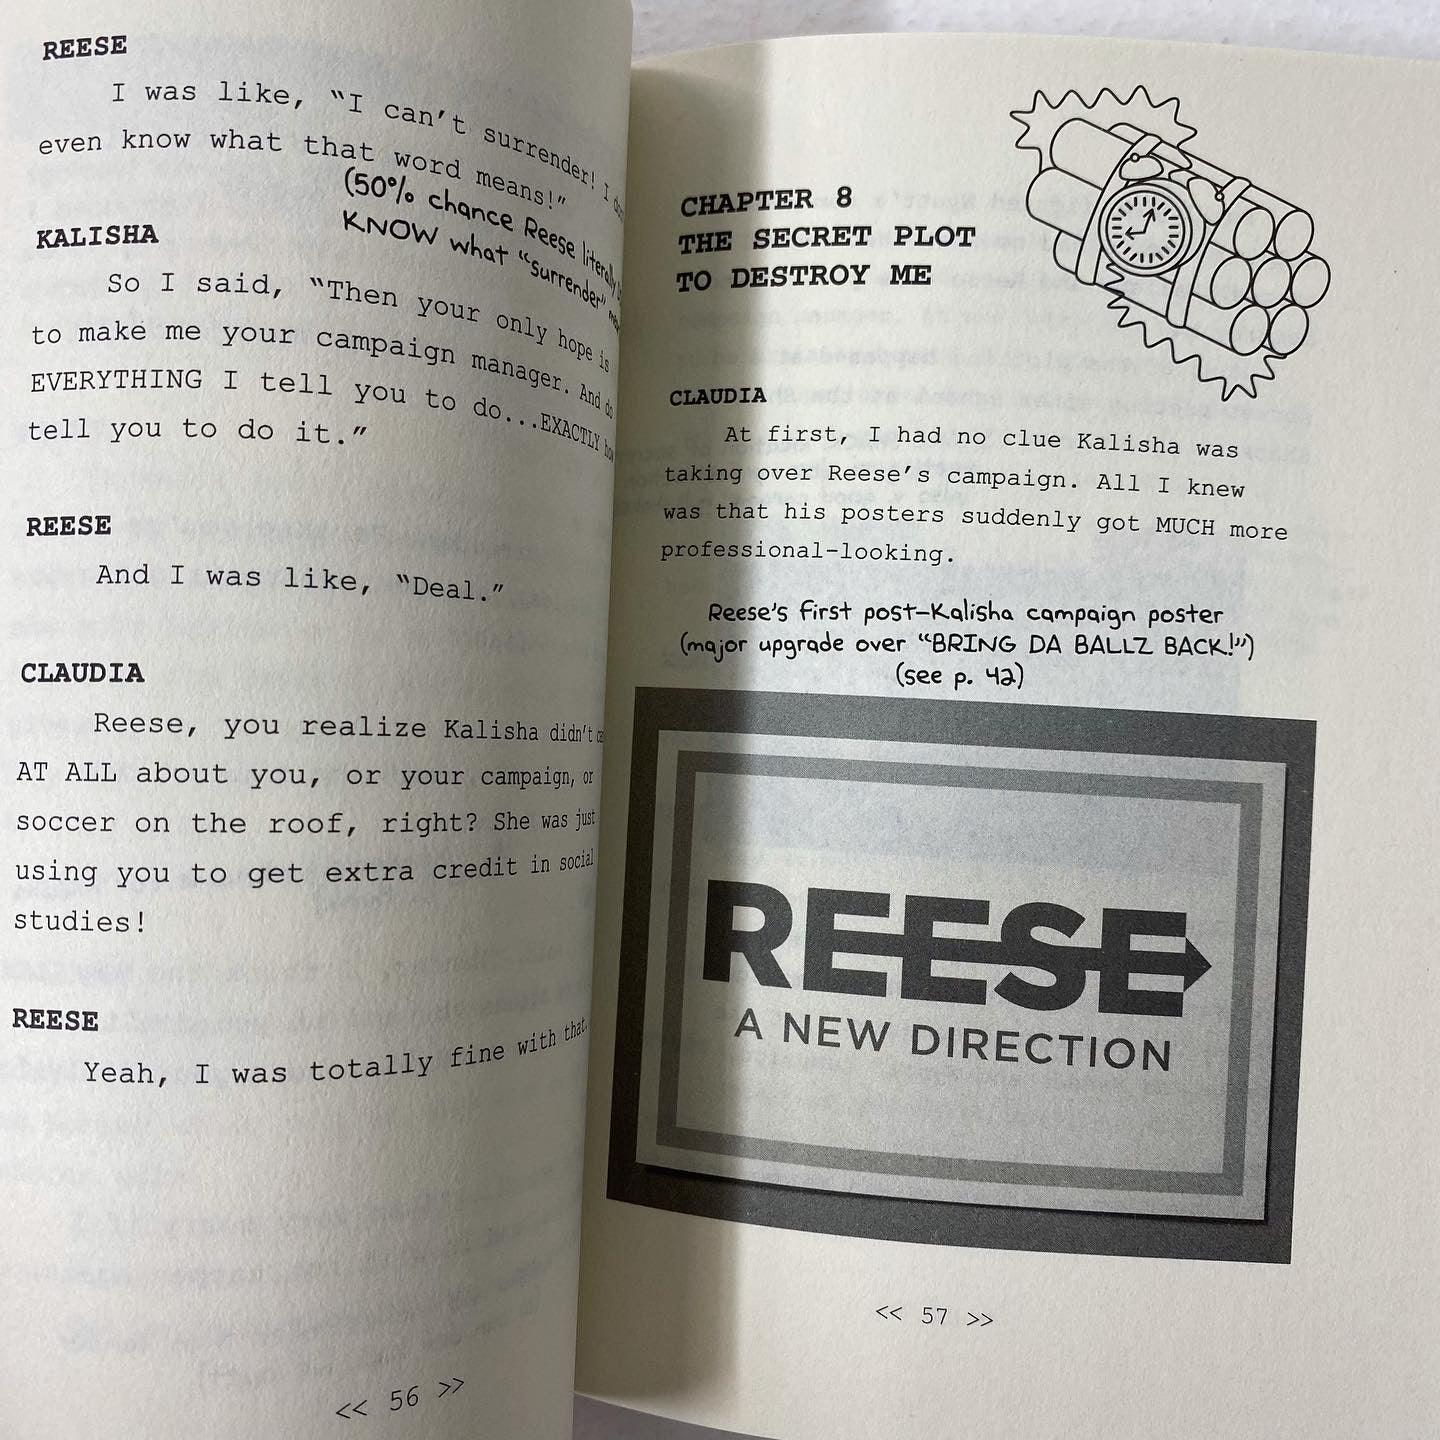 REESE
I was like, “I can’t surrender! I
even know what that word means!”
(50% chance Reese literally
KNOW what “surrender”
KALISHA
So I said, “Then your only hope is
to make me your campaign manager. And do
EVERYTHING I tell you to do...EXACTLY how
tell you to do it.”
REESE
And I was like, “Deal.”
CLAUDIA
Reese, you realize Kalisha didn’t
AT ALL about you, or your campaign, or
soccer on the roof, right? She was just
using you to get extra credit in social
studies!
REESE
Yeah, I was totally fine with that.
<< 56 >>
CHAPTER 8
THE SECRET PLOT
TO DESTROY ME
CLAUDIA
At first, I had no clue Kalisha was
taking over Reese’s campaign. All I knew
was that his posters suddenly got MUCH more
professional-looking.
Reese’s first post-Kalisha campaign poster
(major upgrade over “BRING DA BALLZ BACK!”)
(see p. 42)
REESE
A NEW DIRECTION
<< 57 >>